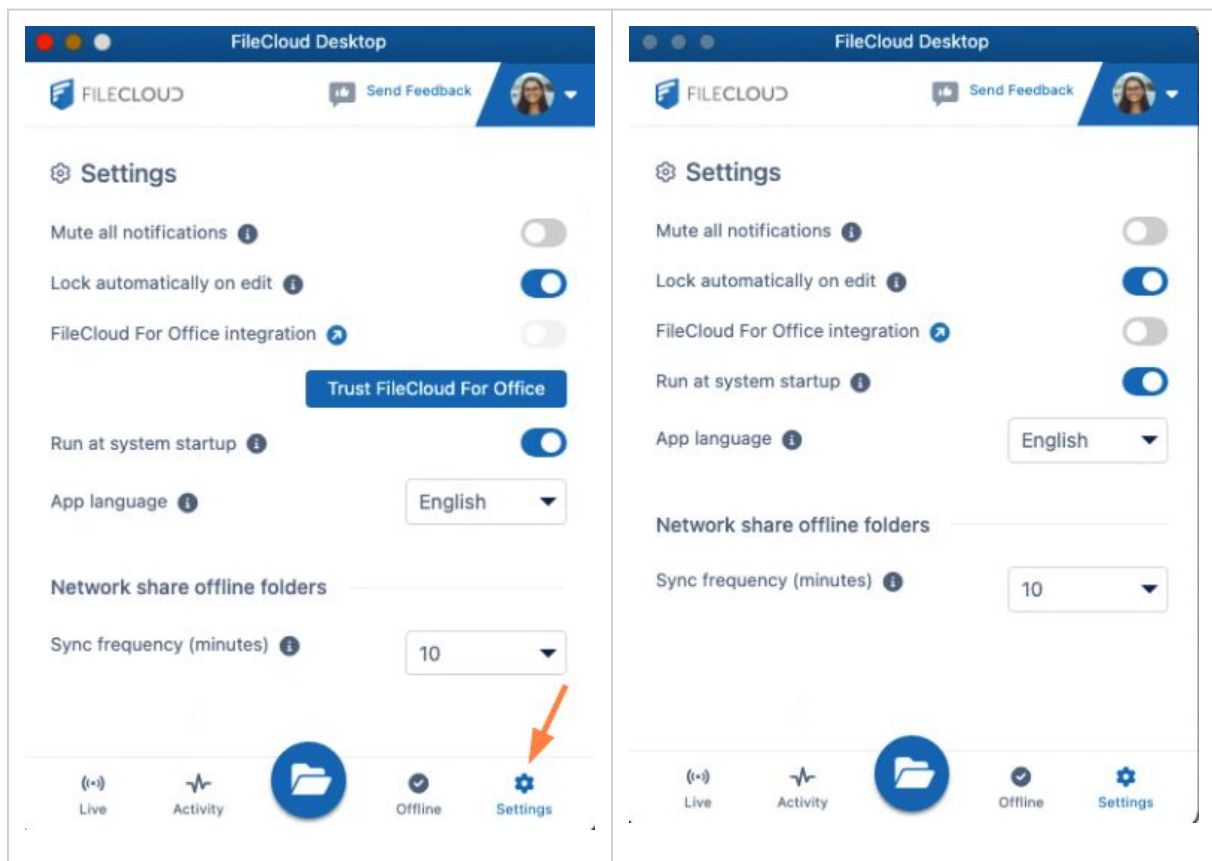 FileCloud Desktop
FILECLOUD
Send Feedback
Settings
Mute all notifications
Lock automatically on edit
FileCloud For Office integration
Trust FileCloud For Office
Run at system startup
App language
English
Network share offline folders
Sync frequency (minutes)
10
Live
Activity
Offline
Settings
FileCloud Desktop
FILECLOUD
Send Feedback
Settings
Mute all notifications
Lock automatically on edit
FileCloud For Office integration
Run at system startup
App language
English
Network share offline folders
Sync frequency (minutes)
10
Live
Activity
Offline
Settings